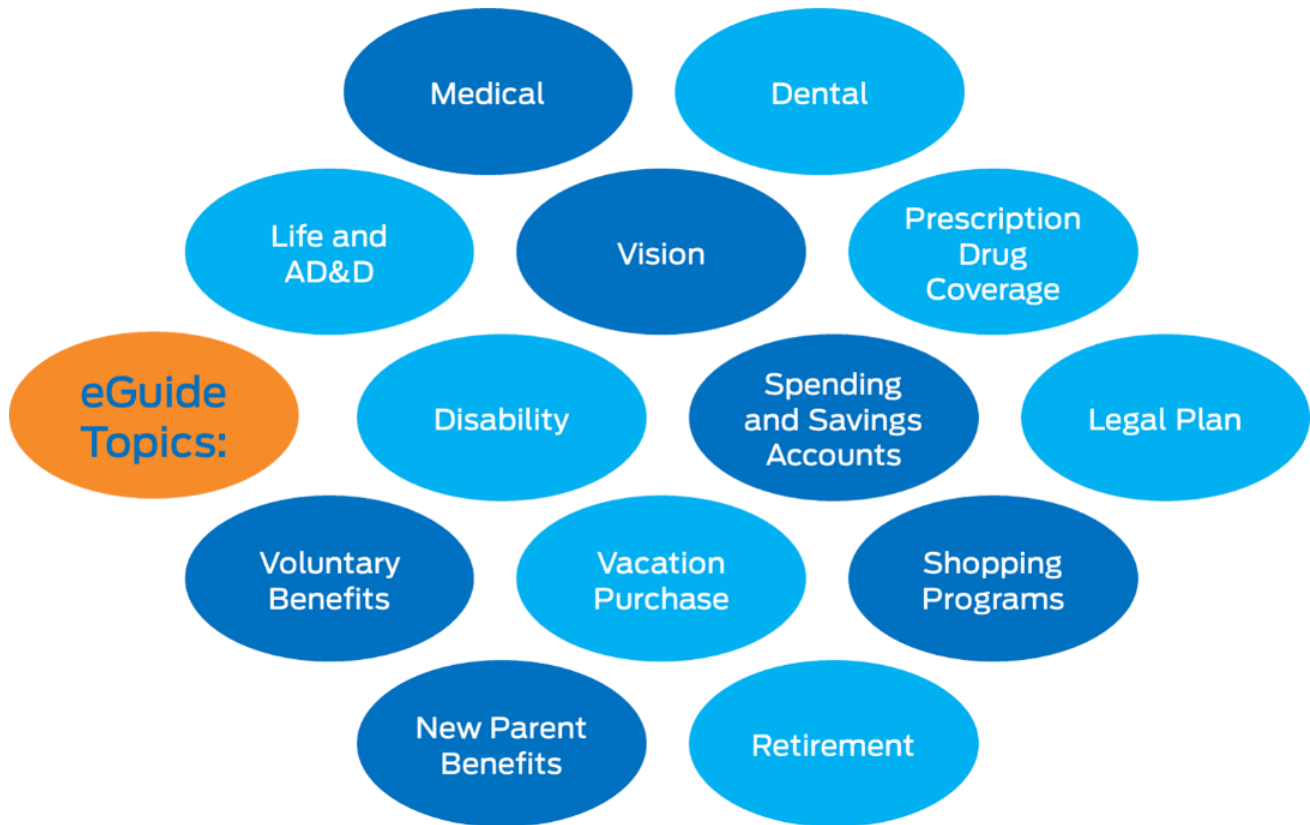 Medical
Dental
Life and
AD&D
Vision
Prescription
Drug
Coverage
eGuide
Topics:
Disability
Spending
and Savings
Accounts
Legal Plan
Voluntary
Benefits
Vacation
Purchase
Shopping
Programs
New Parent
Benefits
Retirement